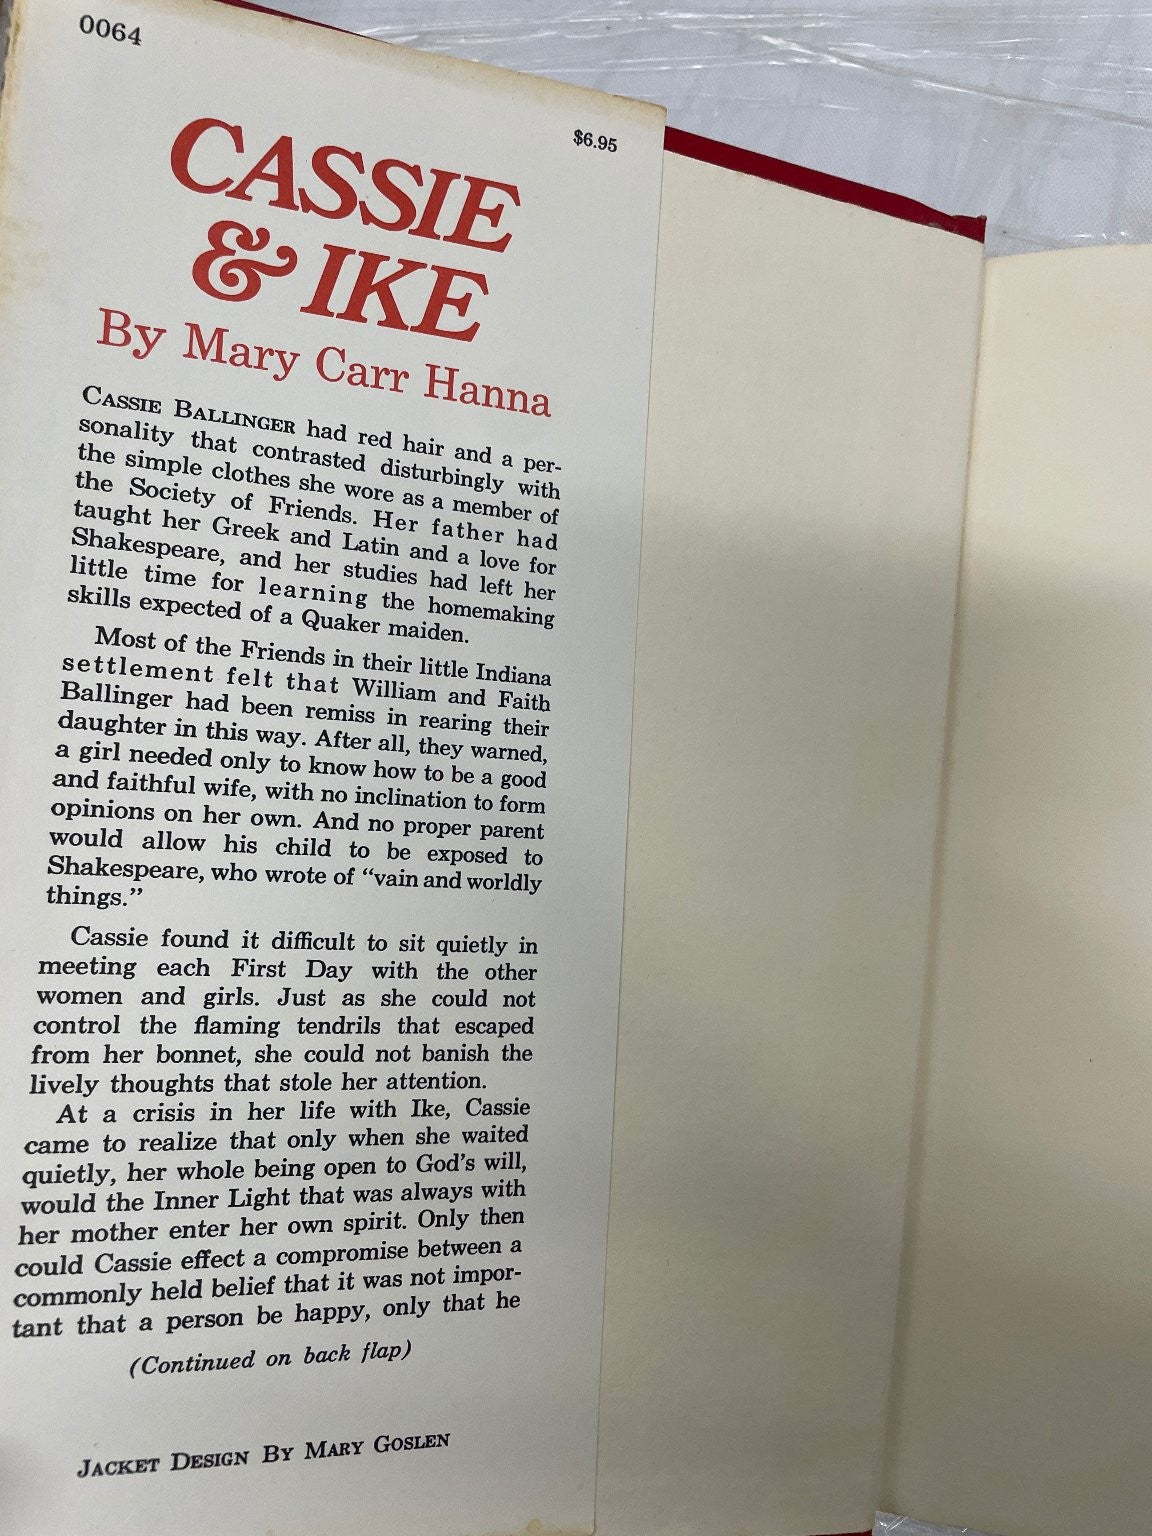 0064
$6.95
CASSIE
& IKE
By Mary Carr Hanna
CASSIE BALLINGER had red hair and a per-
sonality that contrasted disturbingly with
the simple clothes she wore as a member of
the Society of Friends. Her father had
taught her Greek and Latin and a love for
Shakespeare, and her studies had left her
little time for learning the homemaking
skills expected of a Quaker maiden.
Most of the Friends in their little Indiana
settlement felt that William and Faith
Ballinger had been remiss in rearing their
daughter in this way. After all, they warned,
a girl needed only to know how to be a good
and faithful wife, with no inclination to form
opinions on her own. And no proper parent
would allow his child to be exposed to
Shakespeare, who wrote of “vain and worldly
things.”
Cassie found it difficult to sit quietly in
meeting each First Day with the other
women and girls. Just as she could not
control the flaming tendrils that escaped
from her bonnet, she could not banish the
lively thoughts that stole her attention.
At a crisis in her life with Ike, Cassie
came to realize that only when she waited
quietly, her whole being open to God's will,
would the Inner Light that was always with
her mother enter her own spirit. Only then
could Cassie effect a compromise between a
commonly held belief that it was not impor-
tant that a person be happy, only that he
(Continued on back flap)
JACKET DESIGN BY MARY GOSLEN